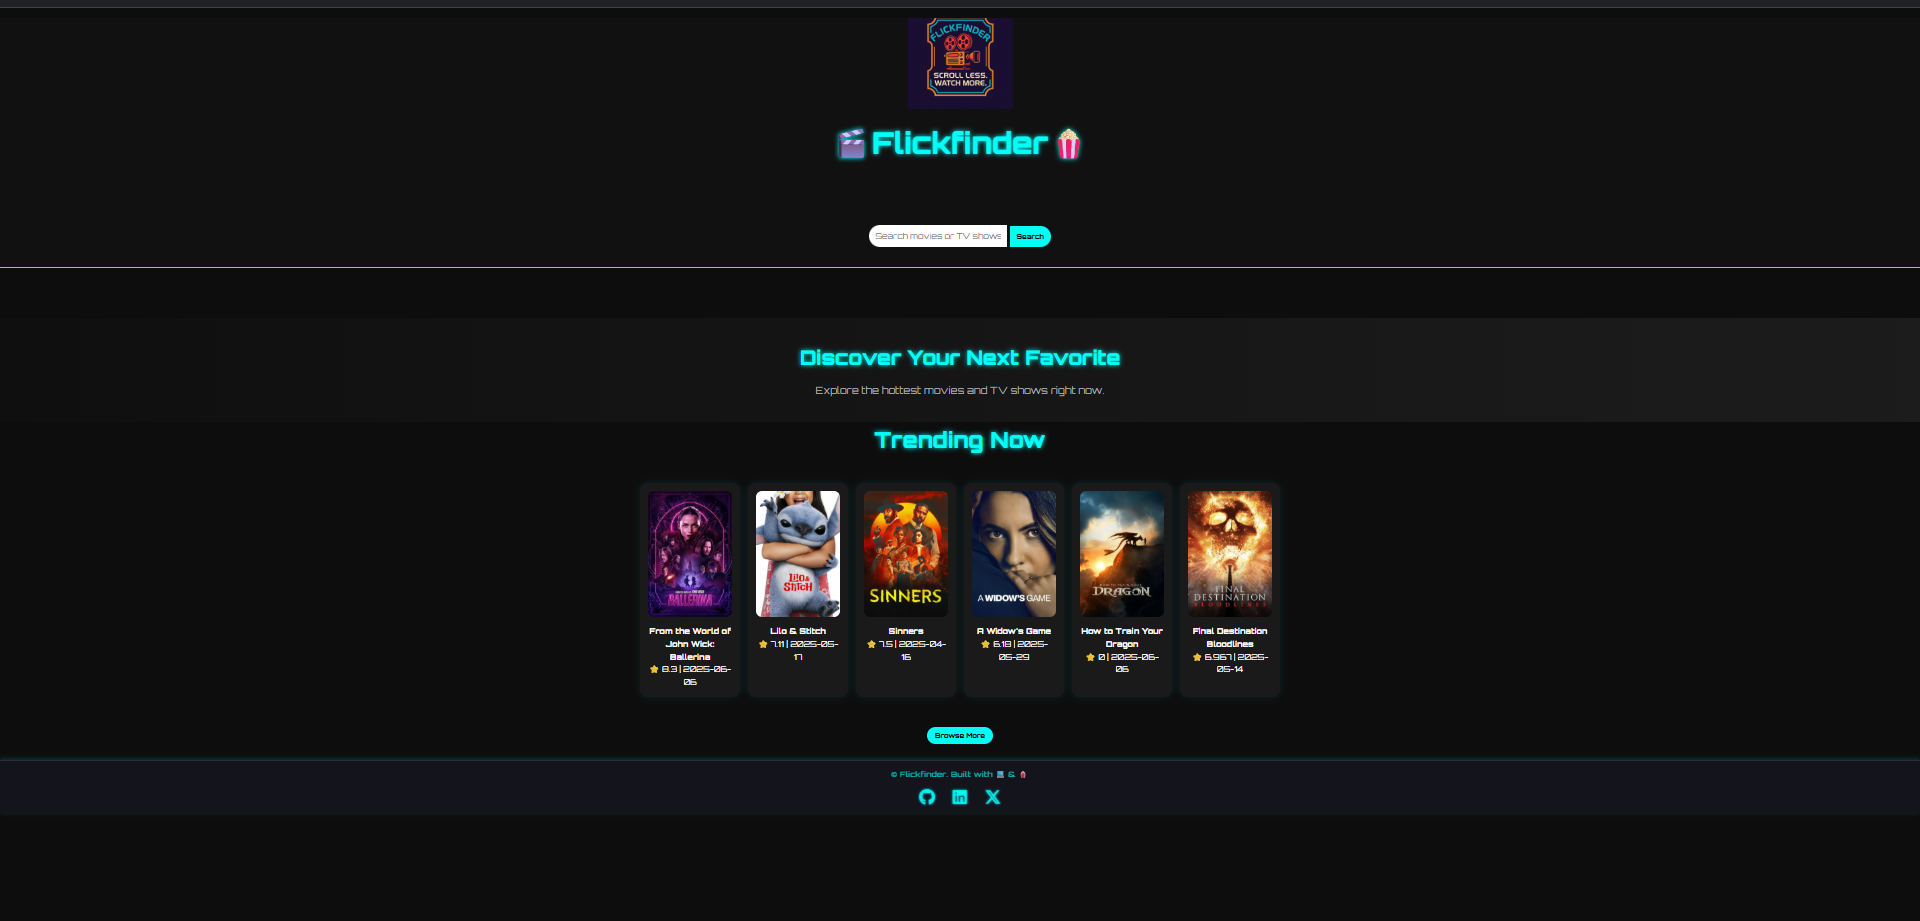 FLICKFINDER
SCROLL LESS.
WATCH MORE.
Flickfinder
Search movies or TV shows
Search
Discover Your Next Favorite
Explore the hottest movies and TV shows right now.
Trending Now
BALLERINA
LILO &
STITCH
SINNERS
A WIDOW'S GAME
DRAGON
FINAL
DESTINATION
BLOODLINES
From the World of
John Wick:
Ballerina
8.3 | 2025-06-
06
Lilo & Stitch
7.11 | 2025-05-
17
Sinners
7.5 | 2025-04-
16
A Widow's Game
6.18 | 2025-
05-29
How to Train Your
Dragon
0 | 2025-06-
06
Final Destination
Bloodlines
6.967 | 2025-
05-14
Browse More
© Flickfinder. Built with 💻 & 🍿
in
X